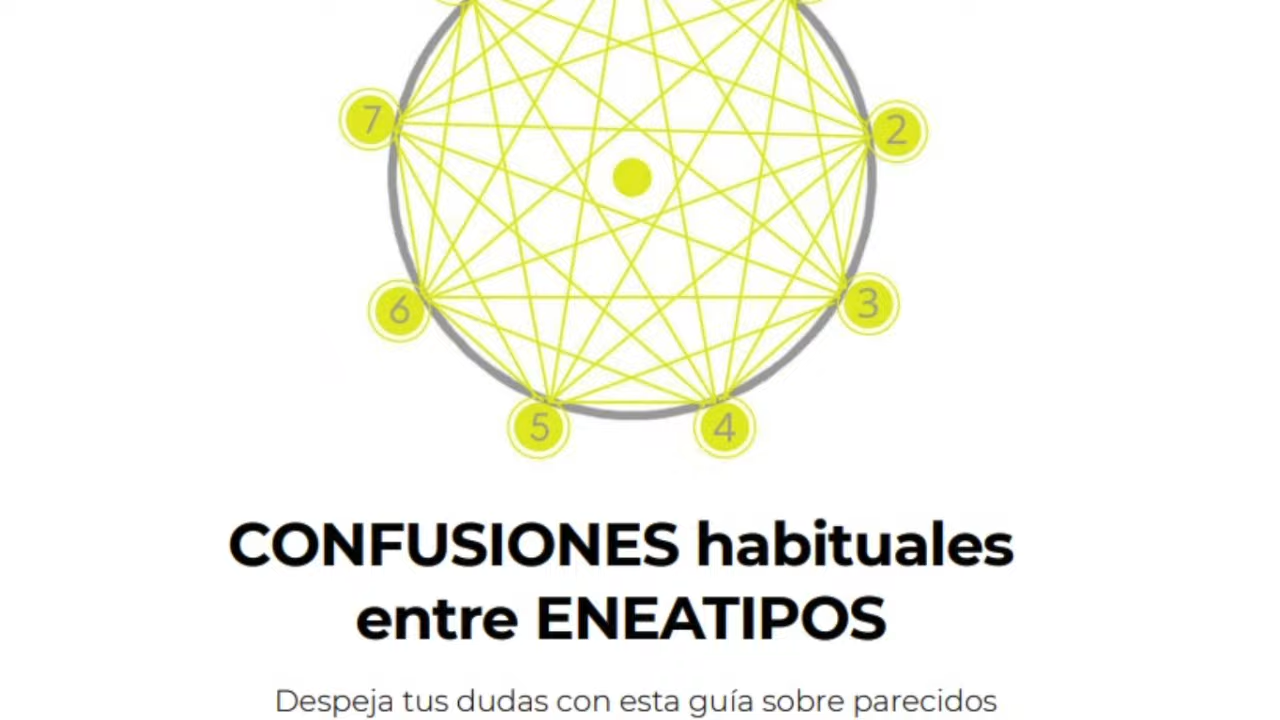 7
2
6
3
5
4
CONFUSIONES habituales
entre ENEATIPOS
Despeja tus dudas con esta guía sobre parecidos